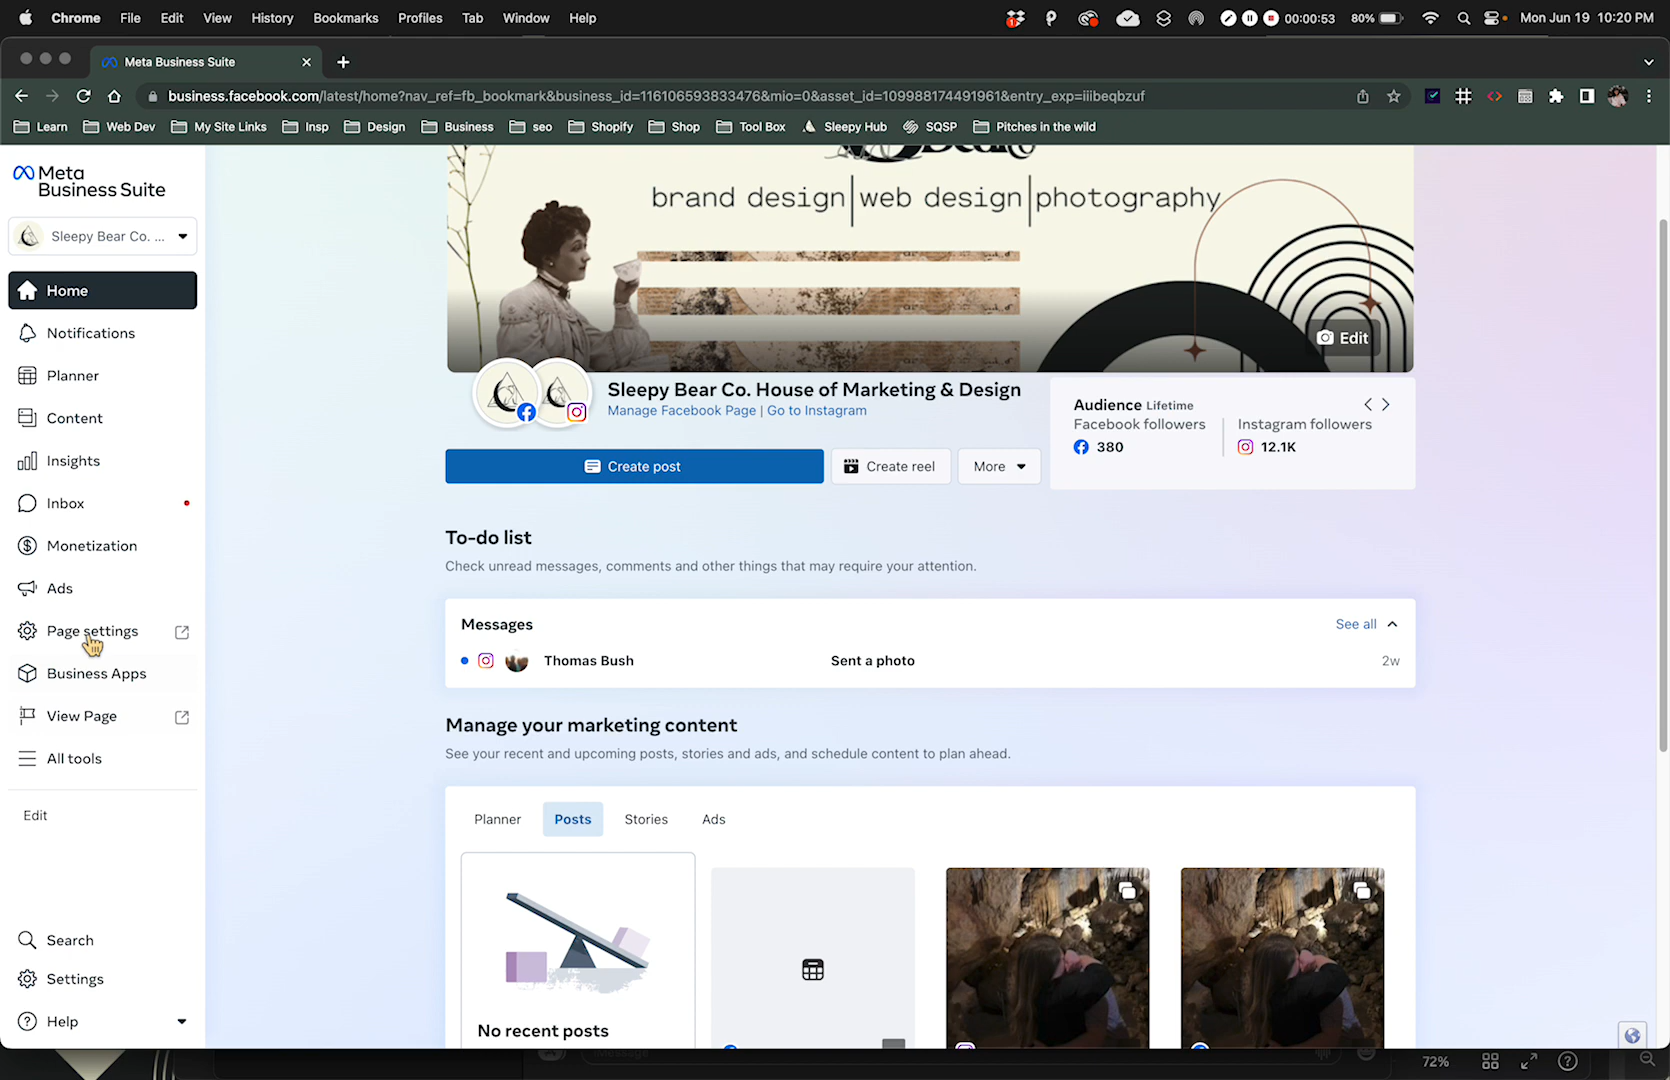 Chrome File Edit View History Bookmarks Profiles Tab Window Help 1 00:00:53 80% Mon Jun 19 10:20 PM
Meta Business Suite
business.facebook.com/latest/home?nav_ref=fb_bookmark&business_id=116106593833476&mio=0&asset_id=109988174491961&entry_exp=iiibeqbzuf
Learn Web Dev My Site Links Insp Design Business seo Shopify Shop Tool Box Sleepy Hub SQSP Pitches in the wild
Meta
Business Suite
Sleepy Bear Co. ...
Home
Notifications
Planner
Content
Insights
Inbox
Monetization
Ads
Page settings
Business Apps
View Page
All tools
Edit
Search
Settings
Help
brand design|web design|photography
Edit
Sleepy Bear Co. House of Marketing & Design
Manage Facebook Page | Go to Instagram
Audience Lifetime
Facebook followers Instagram followers
380 12.1K
Create post Create reel More
To-do list
Check unread messages, comments and other things that may require your attention.
Messages See all
Thomas Bush Sent a photo 2w
Manage your marketing content
See your recent and upcoming posts, stories and ads, and schedule content to plan ahead.
Planner Posts Stories Ads
No recent posts
72%